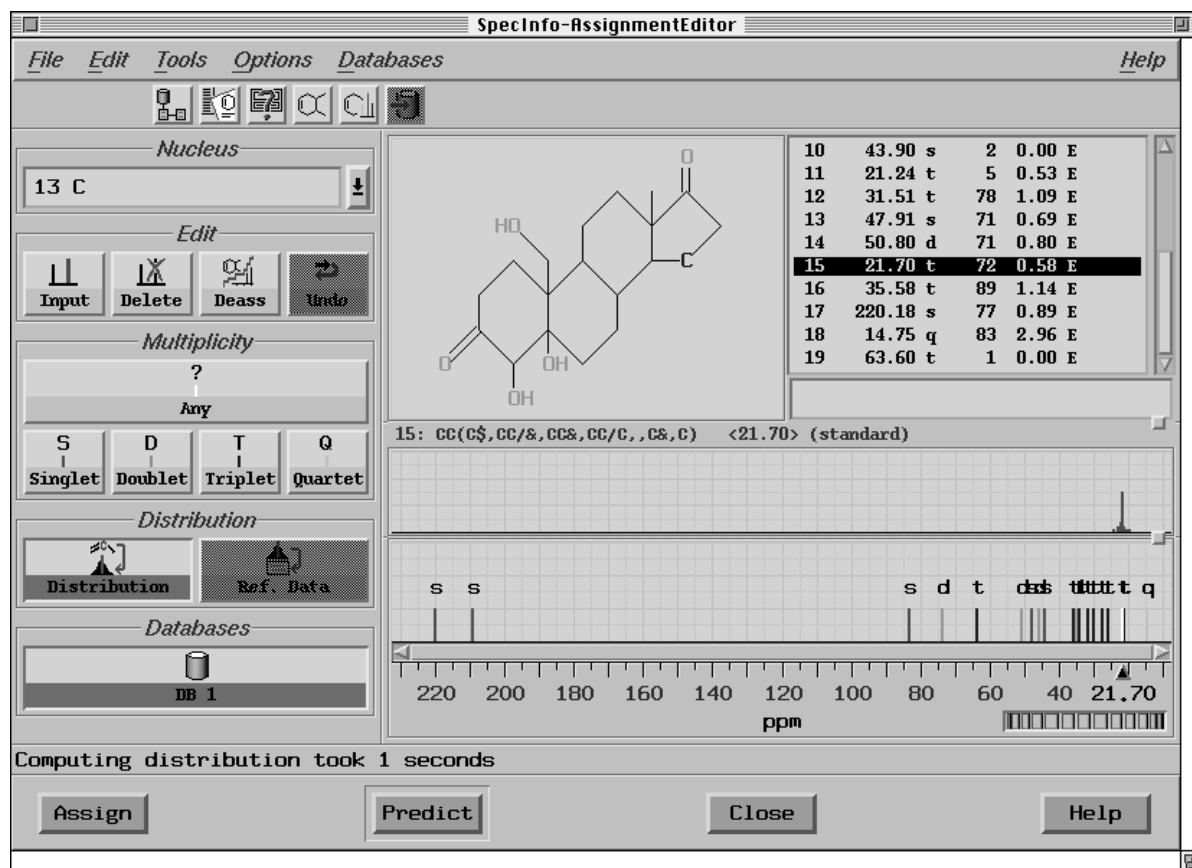 SpecInfo-AssignmentEditor
File Edit Tools Options Databases Help
Nucleus
13 C
Edit
Input Delete Deass Undo
Multiplicity
?
Any
S D T Q
Singlet Doublet Triplet Quartet
Distribution
Distribution Ref. Data
Databases
DB 1
O
HO
C
O
OH
OH
10 43.90 s 2 0.00 E
11 21.24 t 5 0.53 E
12 31.51 t 78 1.09 E
13 47.91 s 71 0.69 E
14 50.80 d 71 0.80 E
15 21.70 t 72 0.58 E
16 35.58 t 89 1.14 E
17 220.18 s 77 0.89 E
18 14.75 q 83 2.96 E
19 63.60 t 1 0.00 E
15: CC(C$,CC/&,CC&,CC/C,,C&,C) <21.70> (standard)
s s s d t t q
220 200 180 160 140 120 100 80 60 40 21.70
ppm
Computing distribution took 1 seconds
Assign Predict Close Help